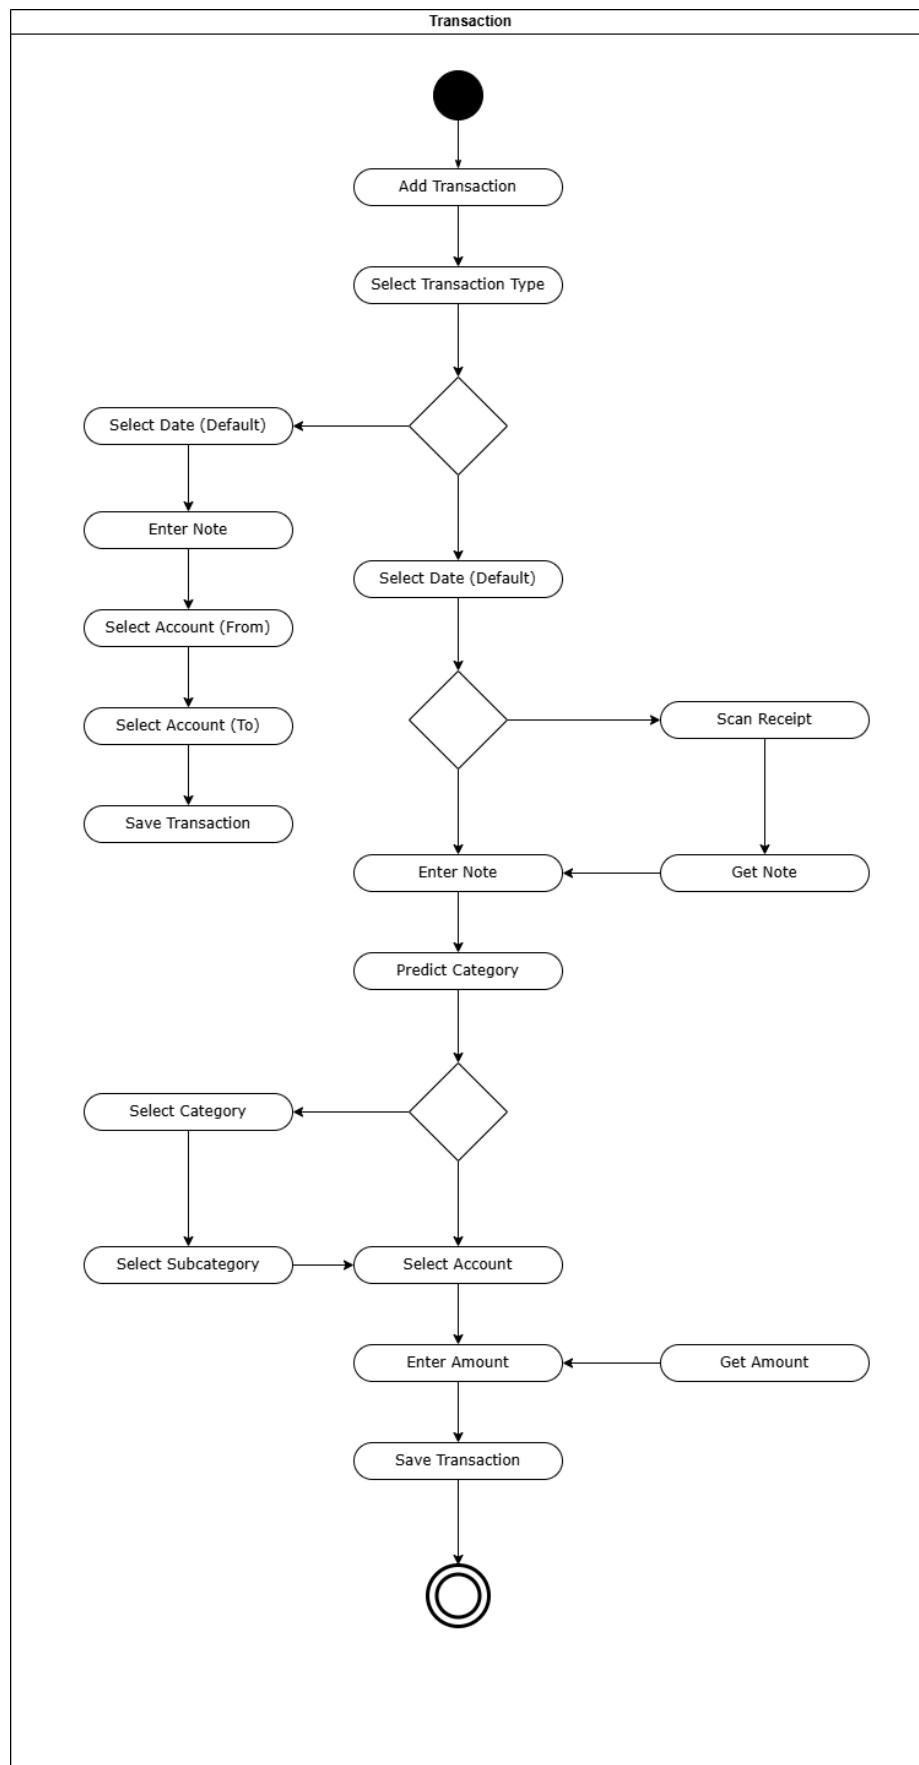 Transaction
Add Transaction
Select Transaction Type
Select Date (Default)
Enter Note
Select Account (From)
Select Account (To)
Save Transaction
Select Date (Default)
Scan Receipt
Enter Note
Get Note
Predict Category
Select Category
Select Subcategory
Select Account
Enter Amount
Get Amount
Save Transaction